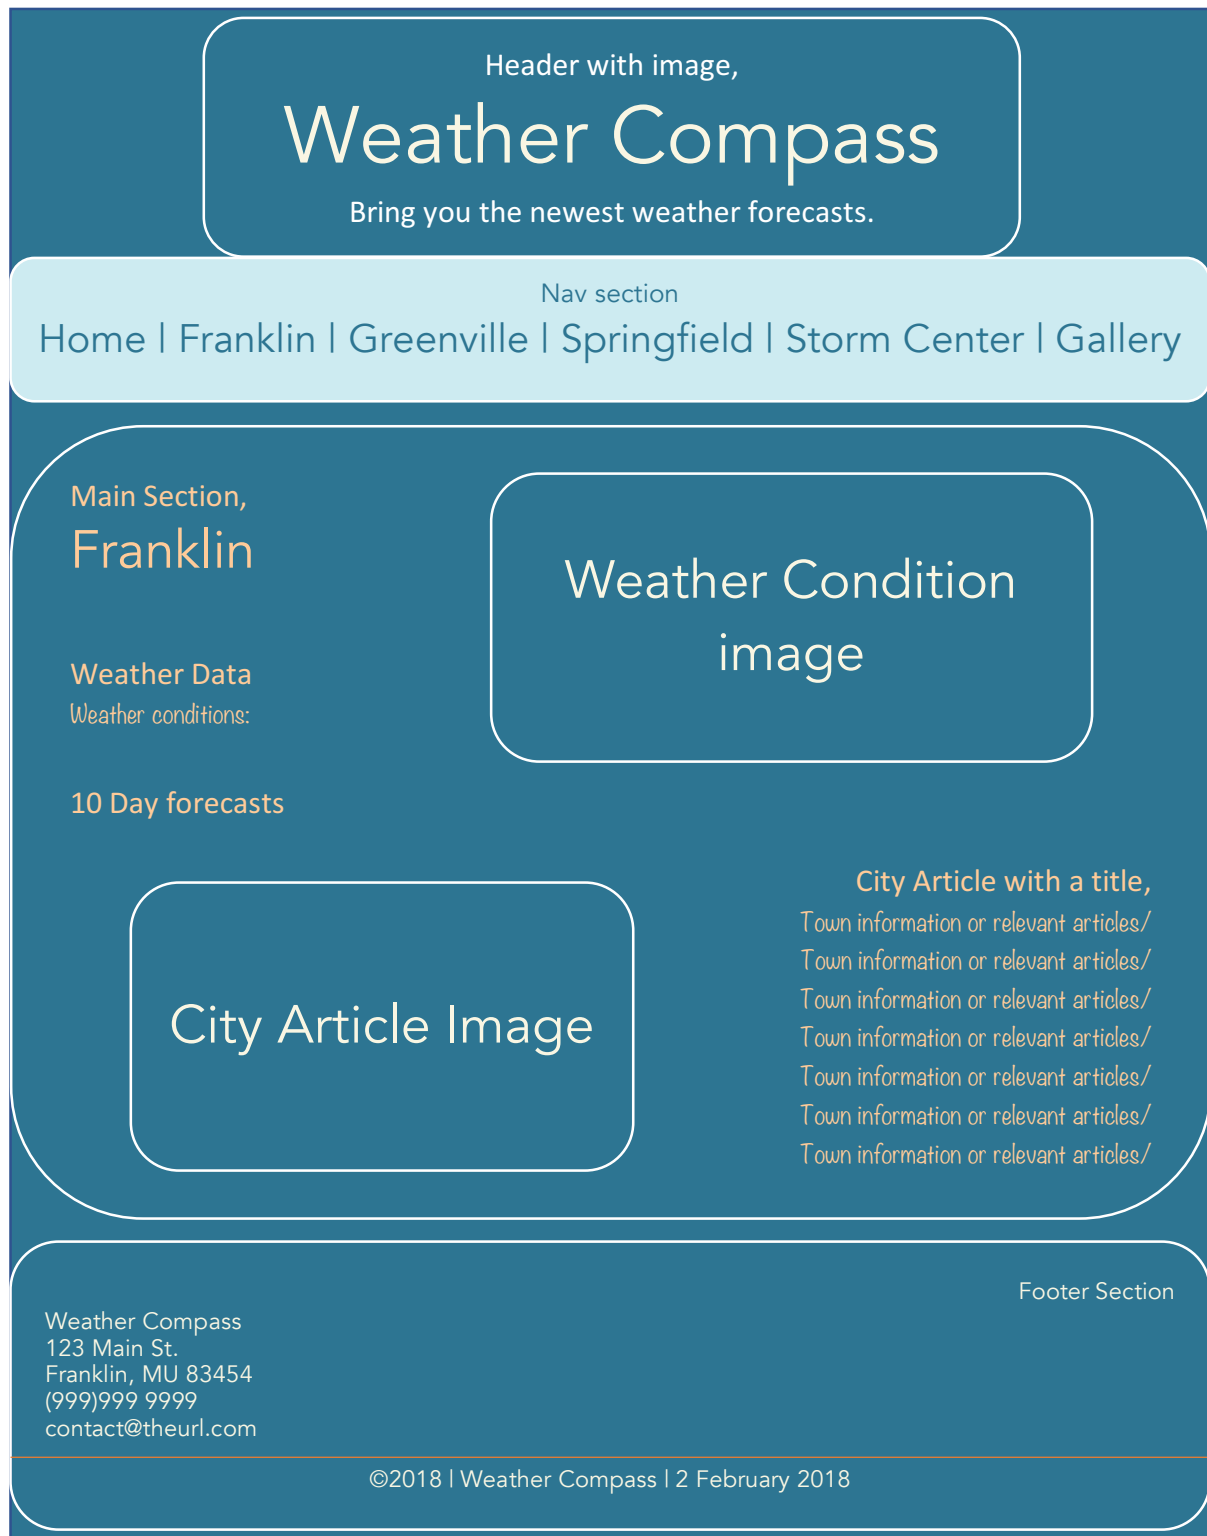 Header with image,
Weather Compass
Bring you the newest weather forecasts.
Nav section
Home | Franklin | Greenville | Springfield | Storm Center | Gallery
Main Section,
Franklin
Weather Condition
image
Weather Data
Weather conditions:
10 Day forecasts
City Article Image
City Article with a title,
Town information or relevant articles/
Town information or relevant articles/
Town information or relevant articles/
Town information or relevant articles/
Town information or relevant articles/
Town information or relevant articles/
Town information or relevant articles/
Footer Section
Weather Compass
123 Main St.
Franklin, MU 83454
(999)999 9999
contact@theurl.com
©2018 | Weather Compass | 2 February 2018